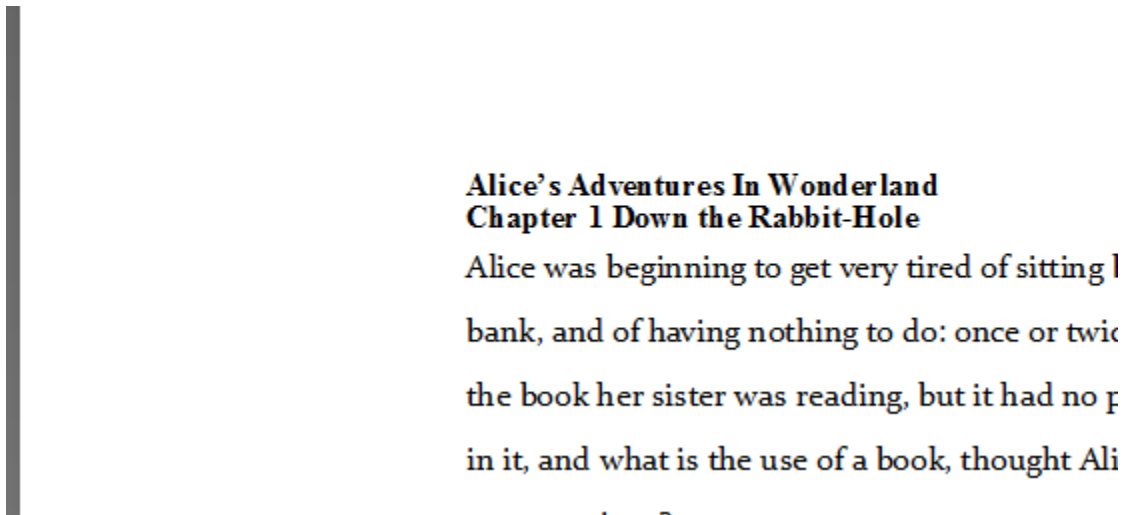 Alice’s Adventures In Wonderland
Chapter 1 Down the Rabbit-Hole
Alice was beginning to get very tired of sitting
bank, and of having nothing to do: once or
the book her sister was reading, but it had no
in it, and what is the use of a book, thought